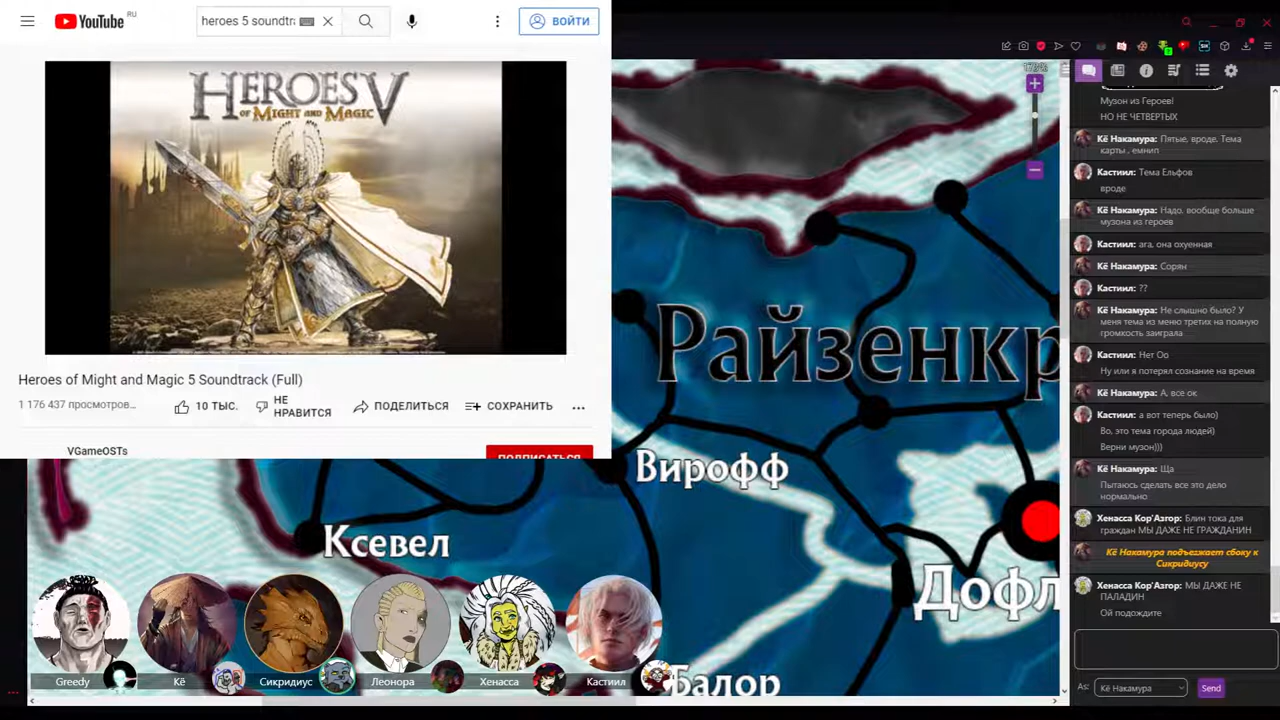 YouTube RU
heroes 5 soundtr
ВОЙТИ
HEROES V
OF MIGHT AND MAGIC
Heroes of Might and Magic 5 Soundtrack (Full)
1 176 437 просмотров...
10 ТЫС.
НЕ
НРАВИТСЯ
ПОДЕЛИТЬСЯ
СОХРАНИТЬ
VGameOSTs
ПОДПИСАТЬСЯ
Райзенкр
Вирофф
Ксевел
Дофл
Балор
Greedy
Кё
Сикридиус
Леонора
Хенасса
Кастиил
Музон из Героев!
НО НЕ ЧЕТВЕРТЫХ
Кё Накамура: Пятые, вроде. Тема
карты , емнип
Кастиил: Тема Ельфов
вроде
Кё Накамура: Надо, вообще больше
музона из героев
Кастиил: ага, она охуенная
Кё Накамура: Сорян
Кастиил: ??
Кё Накамура: Не слышно было? У
меня тема из меню третих на полную
громкость заиграла
Кастиил: Нет Оо
Ну или я потерял сознание на время
Кё Накамура: А, все ок
Кастиил: а вот теперь было)
Во, это тема города людей)
Верни музон)))
Кё Накамура: Ща
Пытаюсь сделать все это дело
нормально
Хенасса Кор'Азгор: Блин тока для
граждан МЫ ДАЖЕ НЕ ГРАЖДАНИН
Кё Накамура подъезжает сбоку к
Сикридиусу
Хенасса Кор'Азгор: МЫ ДАЖЕ НЕ
ПАЛАДИН
Ой подождите
As:
Кё Накамура
Send